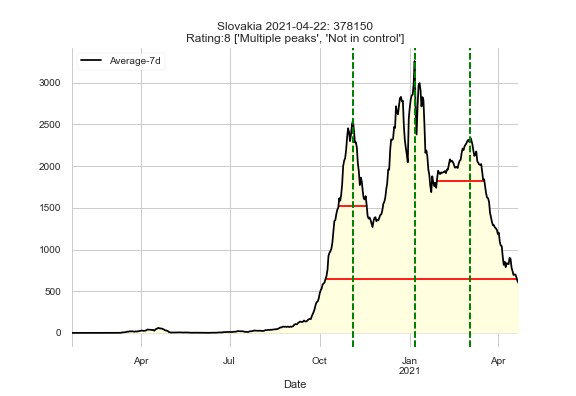 Slovakia 2021-04-22: 378150
Rating:8 ['Multiple peaks', 'Not in control']
Average-7d
3000
2500
2000
1500
1000
500
0
Apr
Jul
Oct
Jan
2021
Apr
Date